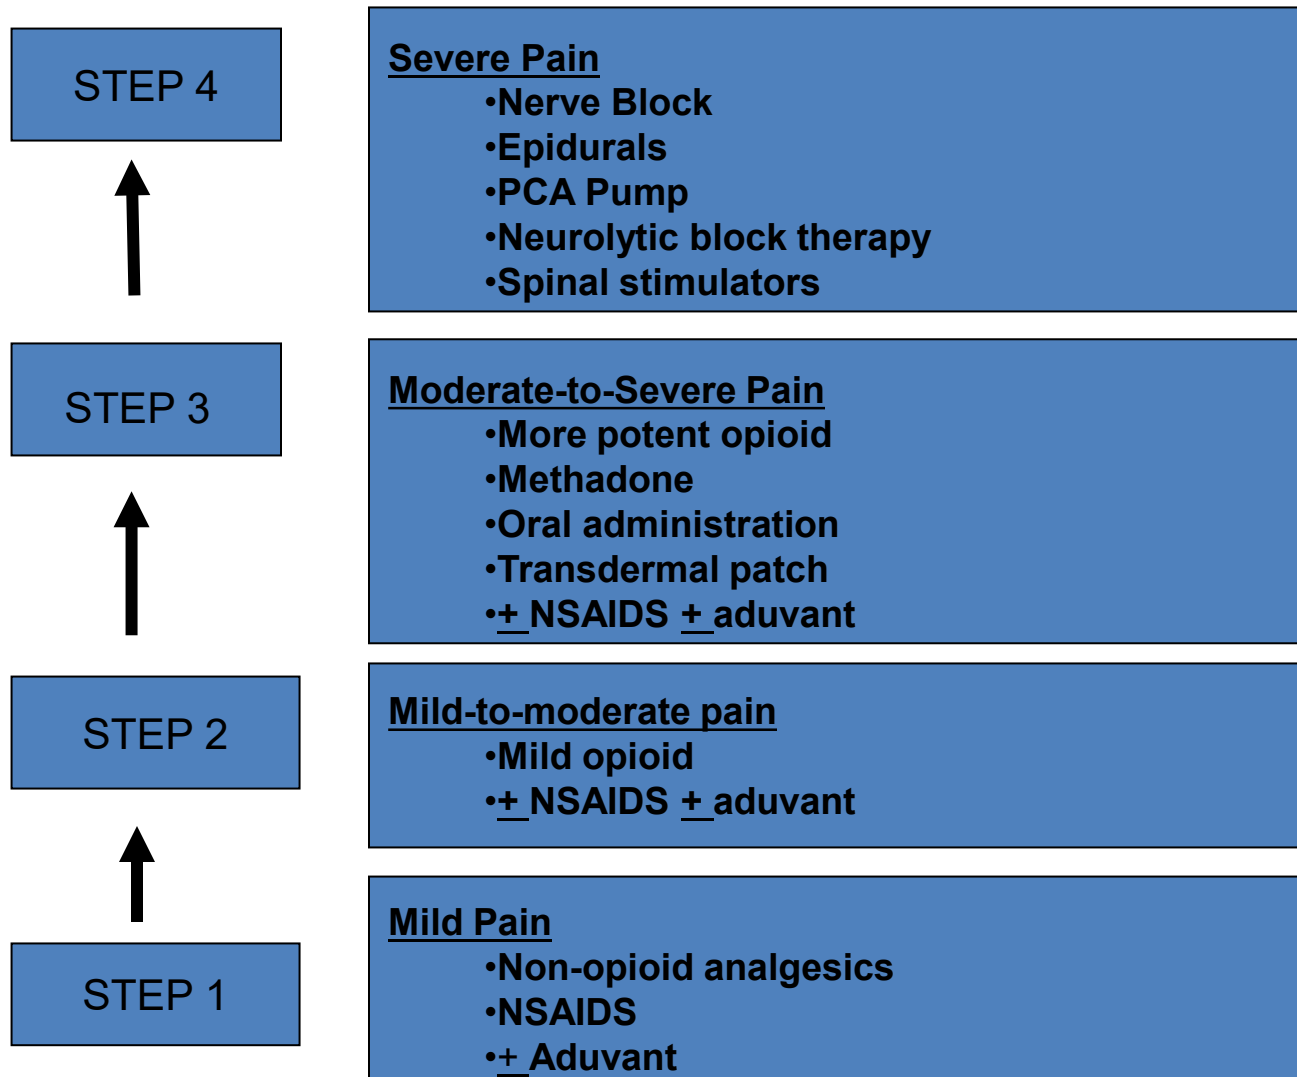 STEP 4
Severe Pain
•Nerve Block
•Epidurals
•PCA Pump
•Neurolytic block therapy
•Spinal stimulators
STEP 3
Moderate-to-Severe Pain
•More potent opioid
•Methadone
•Oral administration
•Transdermal patch
•+ NSAIDS + aduvant
STEP 2
Mild-to-moderate pain
•Mild opioid
•+ NSAIDS + aduvant
STEP 1
Mild Pain
•Non-opioid analgesics
•NSAIDS
•+ Aduvant